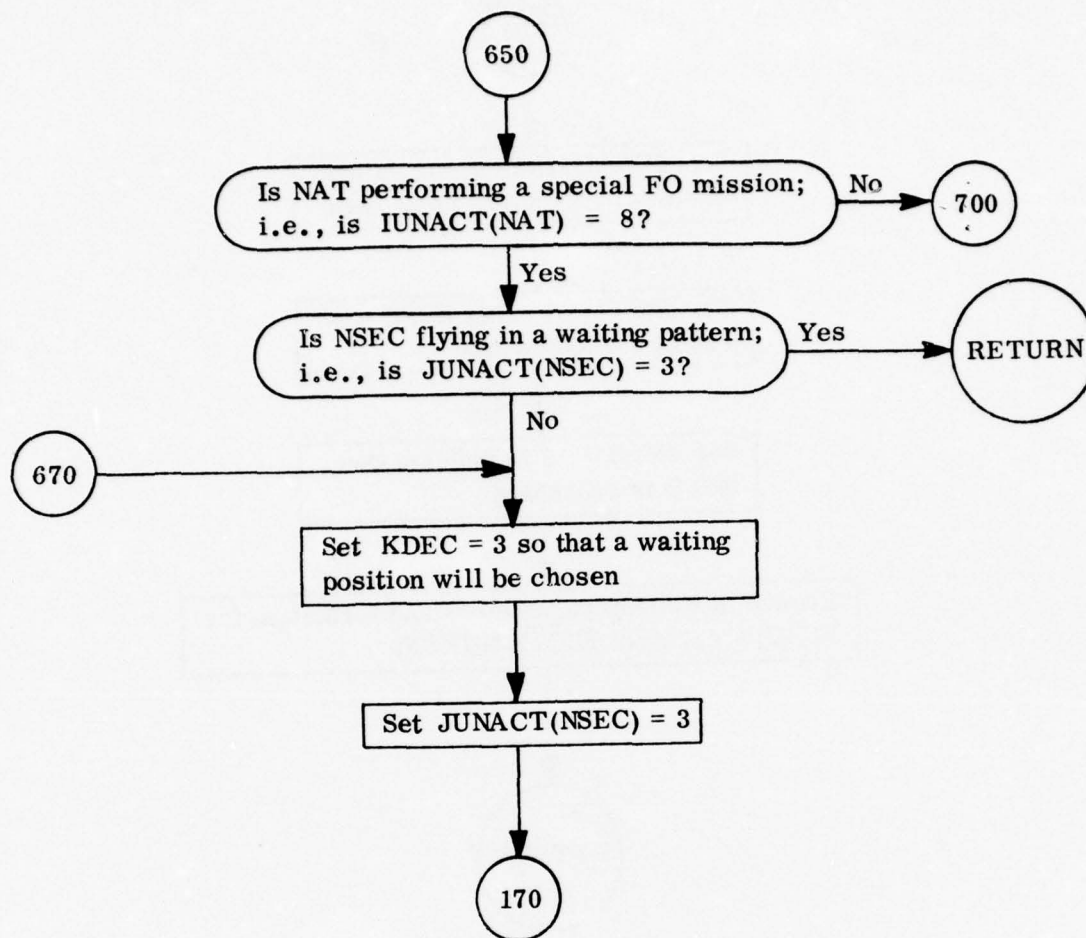 650
Is NAT performing a special FO mission;
i.e., is IUNACT(NAT) = 8?
No
700
Yes
Is NSEC flying in a waiting pattern;
i.e., is JUNACT(NSEC) = 3?
Yes
RETURN
No
670
Set KDEC = 3 so that a waiting
position will be chosen
Set JUNACT(NSEC) = 3
170